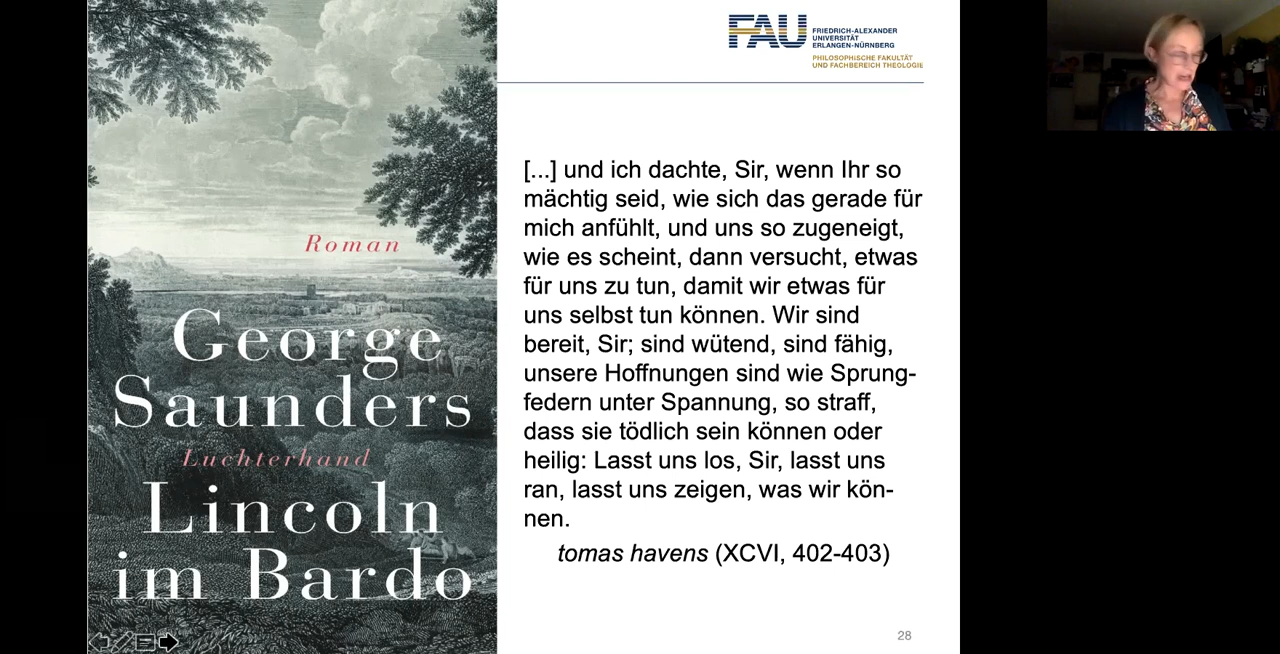 Roman
George
Saunders
Luchterhand
Lincoln
im Bardo
FAU
FRIEDRICH-ALEXANDER
UNIVERSITÄT
ERLANGEN-NÜRNBERG
PHILOSOPHISCHE FAKULTÄT
UND FACHBEREICH THEOLOGIE
[...] und ich dachte, Sir, wenn Ihr so
mächtig seid, wie sich das gerade für
mich anfühlt, und uns so zugeneigt,
wie es scheint, dann versucht, etwas
für uns zu tun, damit wir etwas für
uns selbst tun können. Wir sind
bereit, Sir; sind wütend, sind fähig,
unsere Hoffnungen sind wie Sprung-
federn unter Spannung, so straff,
dass sie tödlich sein können oder
heilig: Lasst uns los, Sir, lasst uns
ran, lasst uns zeigen, was wir kön-
nen.
tomas havens (XCVI, 402-403)
28